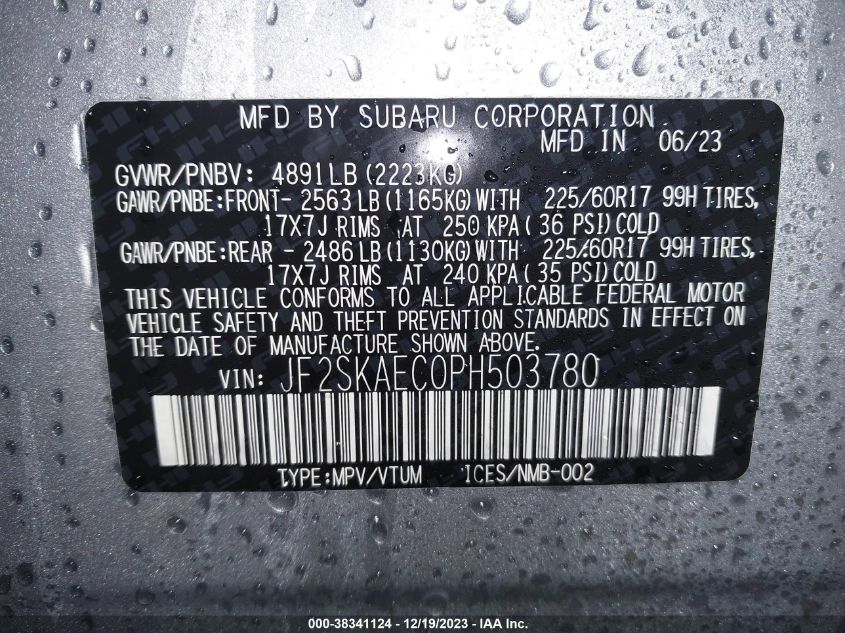 MFD BY SUBARU CORPORATION
MFD IN 06/23
GVWR/PNBV: 4891LB (2223KG)
GAWR/PNBE:FRONT- 2563LB (1165KG) WITH 225/60R17 99H TIRES,
17X7J RIMS AT 250 KPA (36 PSI) COLD
GAWR/PNBE:REAR - 2486LB (1130KG) WITH 225/60R17 99H TIRES,
17X7J RIMS AT 240 KPA (35 PSI) COLD
THIS VEHICLE CONFORMS TO ALL APPLICABLE FEDERAL MOTOR
VEHICLE SAFETY AND THEFT PREVENTION STANDARDS IN EFFECT ON
THE DATE OF MANUFACTURE SHOWN ABOVE.
VIN: JF2SKAEC0PH503780
TYPE:MPV/VTUM ICES/NMB-002
000-38341124 - 12/19/2023 - IAA Inc.